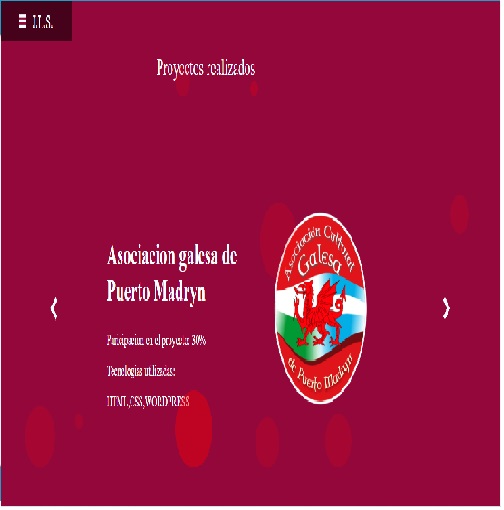 ☰ J.L.S.
Proyectos realizados
Asociacion galesa de
Puerto Madryn
Participacion en el proyecto: 30%
Tecnologias utilizadas:
HTML,CSS,WORDPRESS
Asociación Cultural
Galesa
de Puerto Madryn